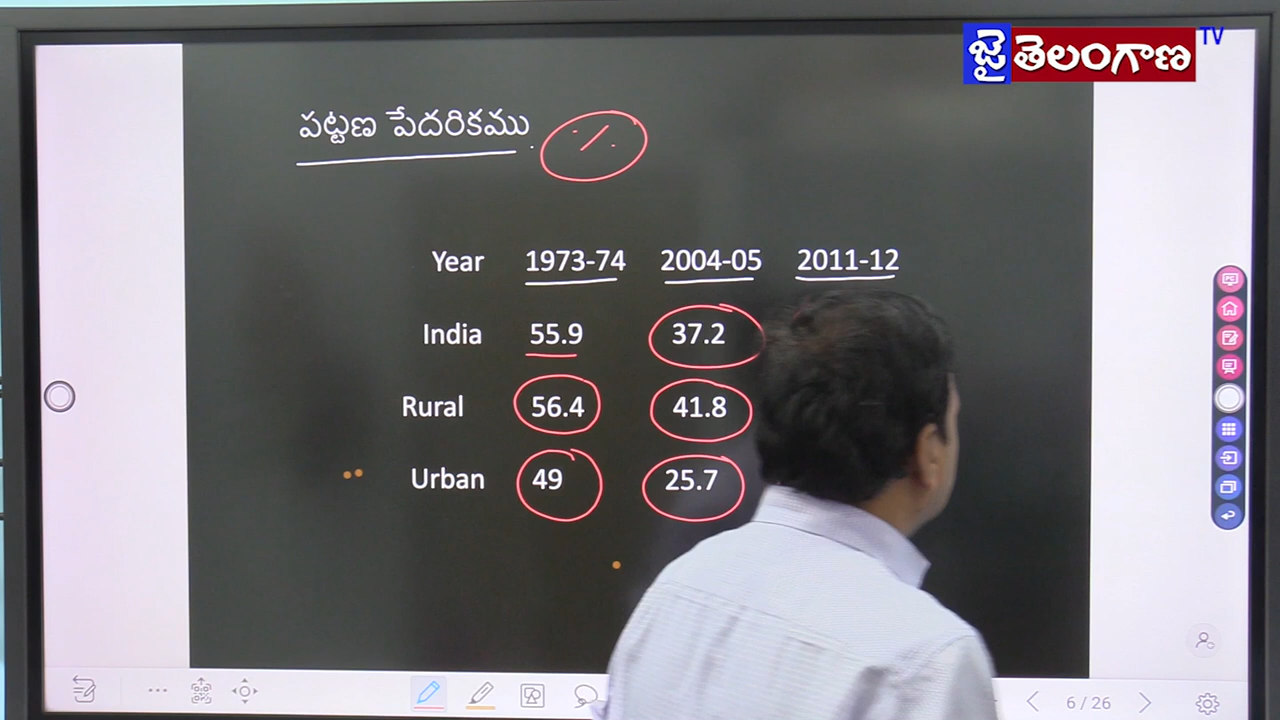 జై తెలంగాణ TV
పట్టణ పేదరికము %
Year 1973-74 2004-05 2011-12
India 55.9 37.2
Rural 56.4 41.8
Urban 49 25.7
6 / 26